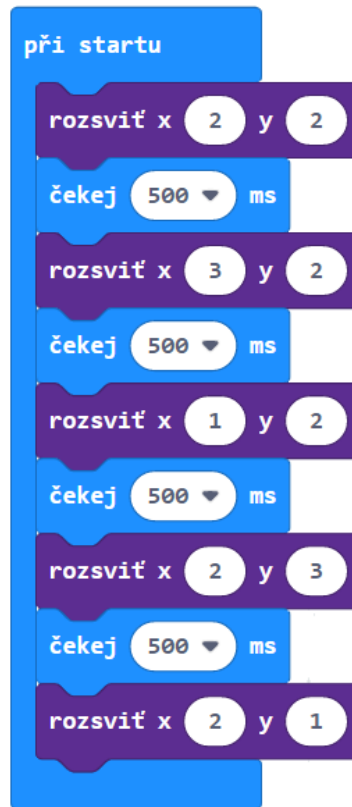 při startu
rozsviť x 2 y 2
čekej 500 ms
rozsviť x 3 y 2
čekej 500 ms
rozsviť x 1 y 2
čekej 500 ms
rozsviť x 2 y 3
čekej 500 ms
rozsviť x 2 y 1